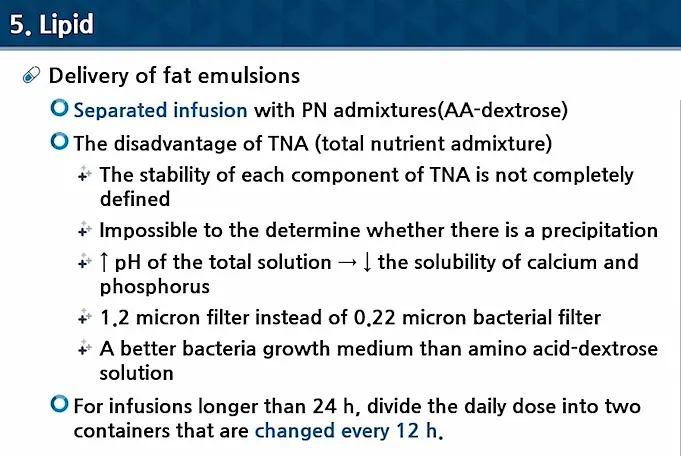 5. Lipid
Delivery of fat emulsions
Separated infusion with PN admixtures(AA-dextrose)
The disadvantage of TNA (total nutrient admixture)
The stability of each component of TNA is not completely
defined
Impossible to the determine whether there is a precipitation
↑ pH of the total solution → ↓ the solubility of calcium and
phosphorus
1.2 micron filter instead of 0.22 micron bacterial filter
A better bacteria growth medium than amino acid-dextrose
solution
For infusions longer than 24 h, divide the daily dose into two
containers that are changed every 12 h.